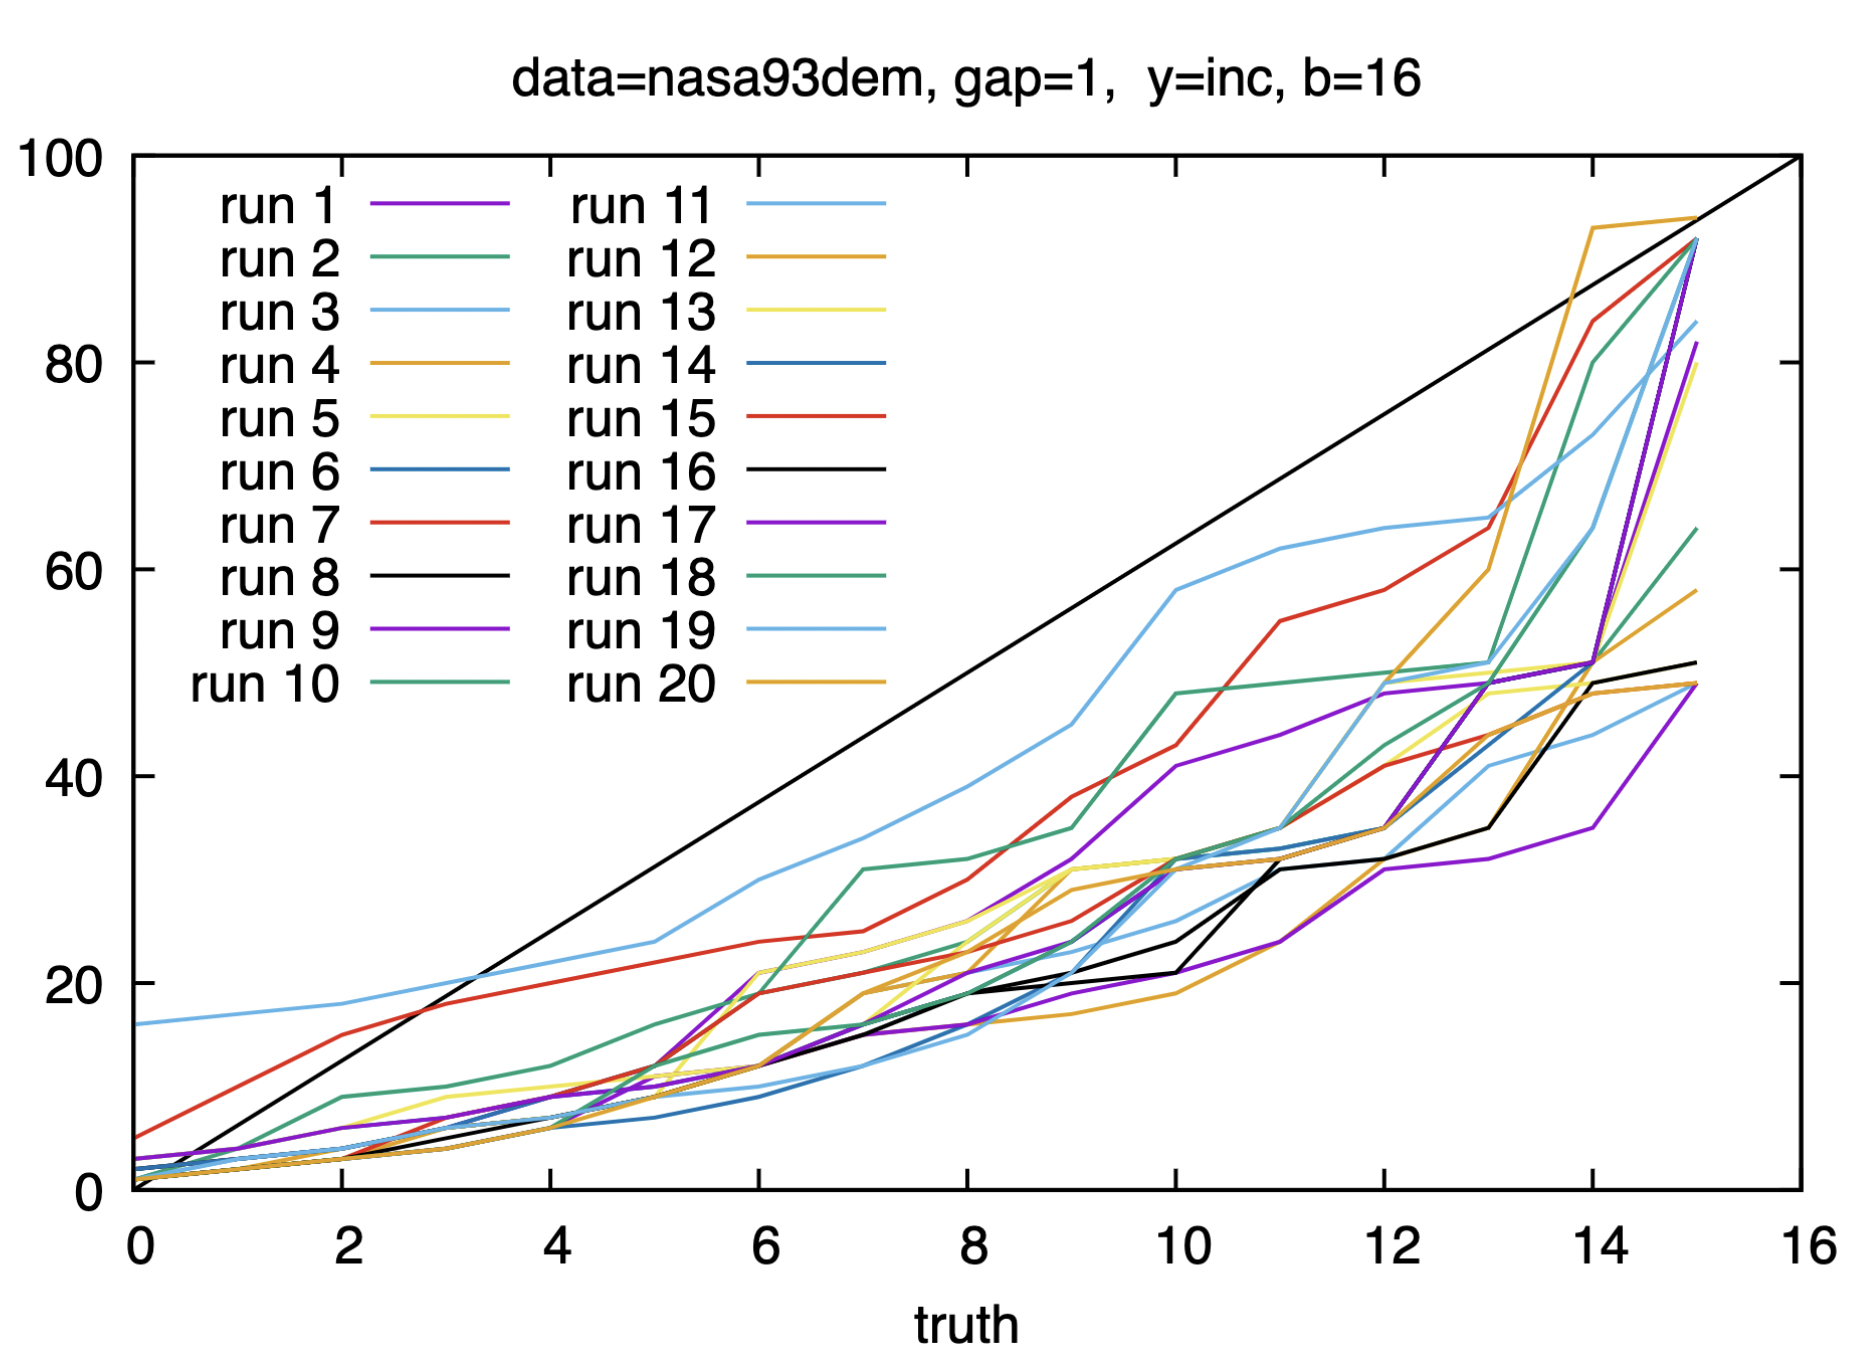 data=nasa93dem, gap=1,  y=inc, b=16
100
80
60
40
20
0
run 1
run 2
run 3
run 4
run 5
run 6
run 7
run 8
run 9
run 10
run 11
run 12
run 13
run 14
run 15
run 16
run 17
run 18
run 19
run 20
0 2 4 6 8 10 12 14 16
truth